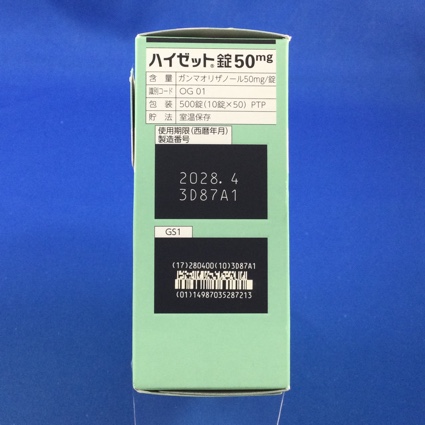 ハイゼット®錠50mg
含量 ガンマオリザノール50mg/錠
識別コード OG 01
包装 500錠(10錠×50) PTP
貯法 室温保存
使用期限(西暦年月)
製造番号
2028.4
3D87A1
GS1
(17)280400(10)3D87A1
(01)14987035287213